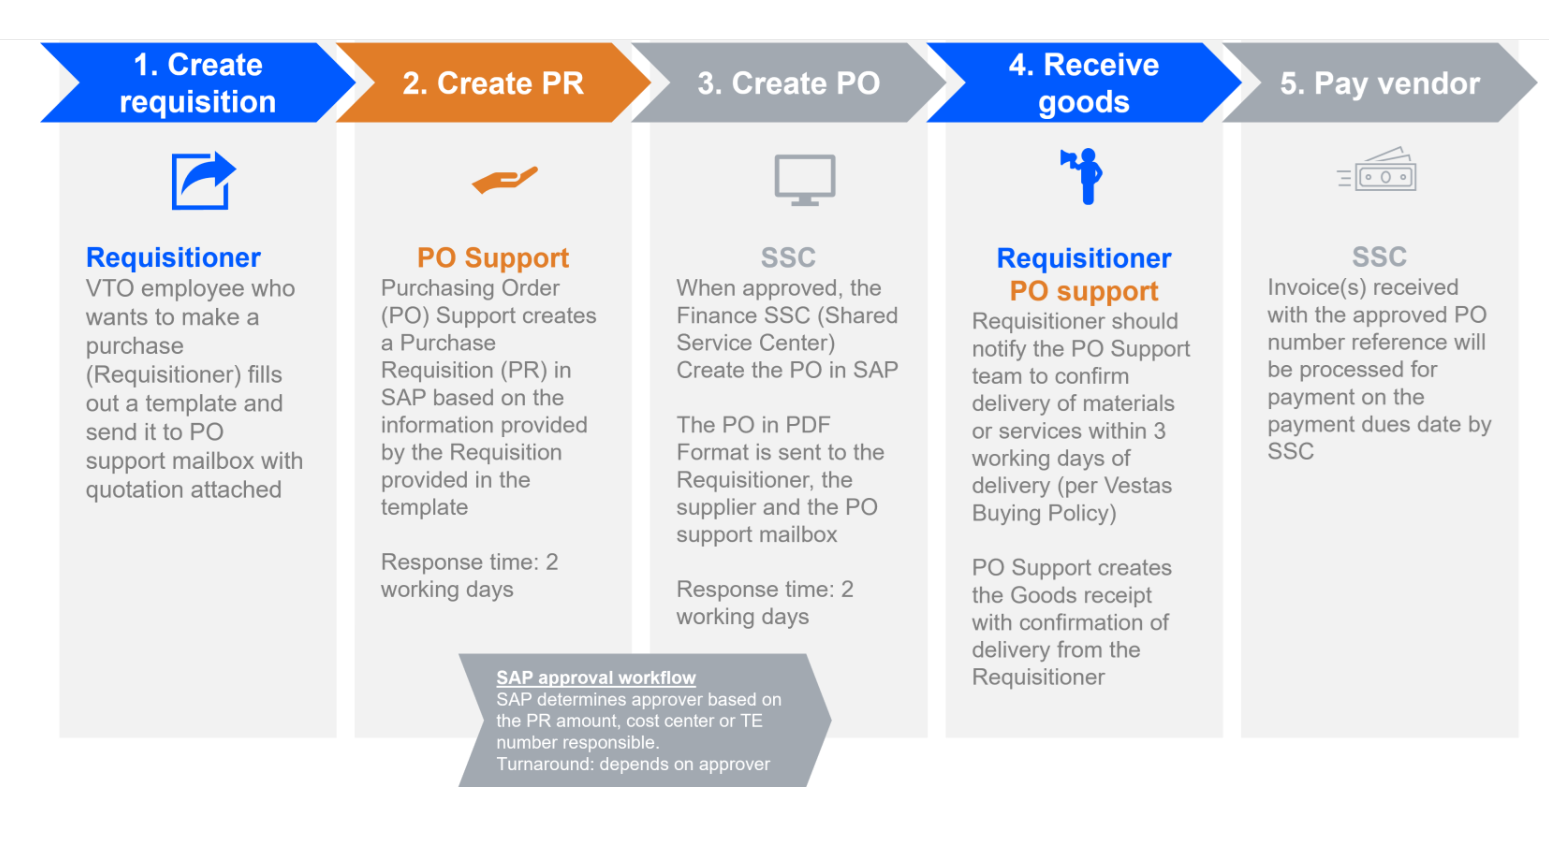 1. Create
requisition
2. Create PR
3. Create PO
4. Receive
goods
5. Pay vendor
Requisitioner
VTO employee who
wants to make a
purchase
(Requisitioner) fills
out a template and
send it to PO
support mailbox with
quotation attached
PO Support
Purchasing Order
(PO) Support creates
a Purchase
Requisition (PR) in
SAP based on the
information provided
by the Requisition
provided in the
template
Response time: 2
working days
SSC
When approved, the
Finance SSC (Shared
Service Center)
Create the PO in SAP
The PO in PDF
Format is sent to the
Requisitioner, the
supplier and the PO
support mailbox
Response time: 2
working days
SAP approval workflow
SAP determines approver based on
the PR amount, cost center or TE
number responsible.
Turnaround: depends on approver
Requisitioner
PO support
Requisitioner should
notify the PO Support
team to confirm
delivery of materials
or services within 3
working days of
delivery (per Vestas
Buying Policy)
PO Support creates
the Goods receipt
with confirmation of
delivery from the
Requisitioner
SSC
Invoice(s) received
with the approved PO
number reference will
be processed for
payment on the
payment dues date by
SSC